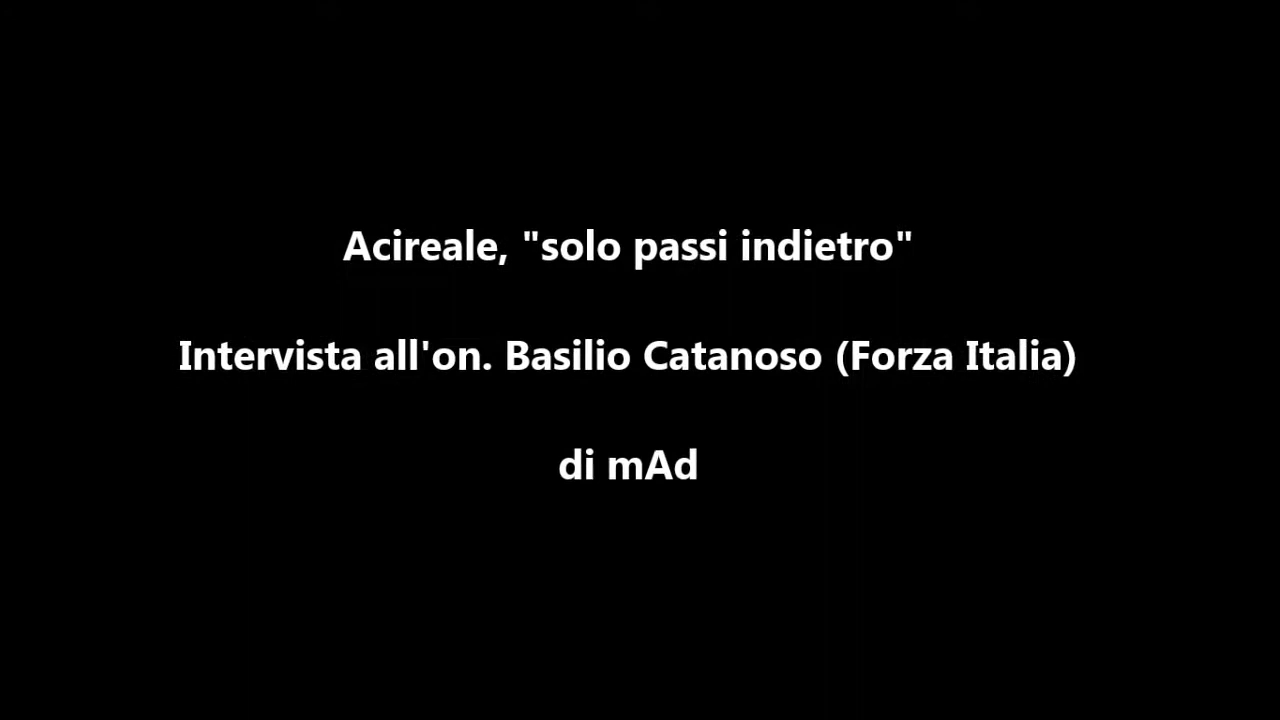 Acireale, "solo passi indietro"
Intervista all'on. Basilio Catanoso (Forza Italia)
di mAd